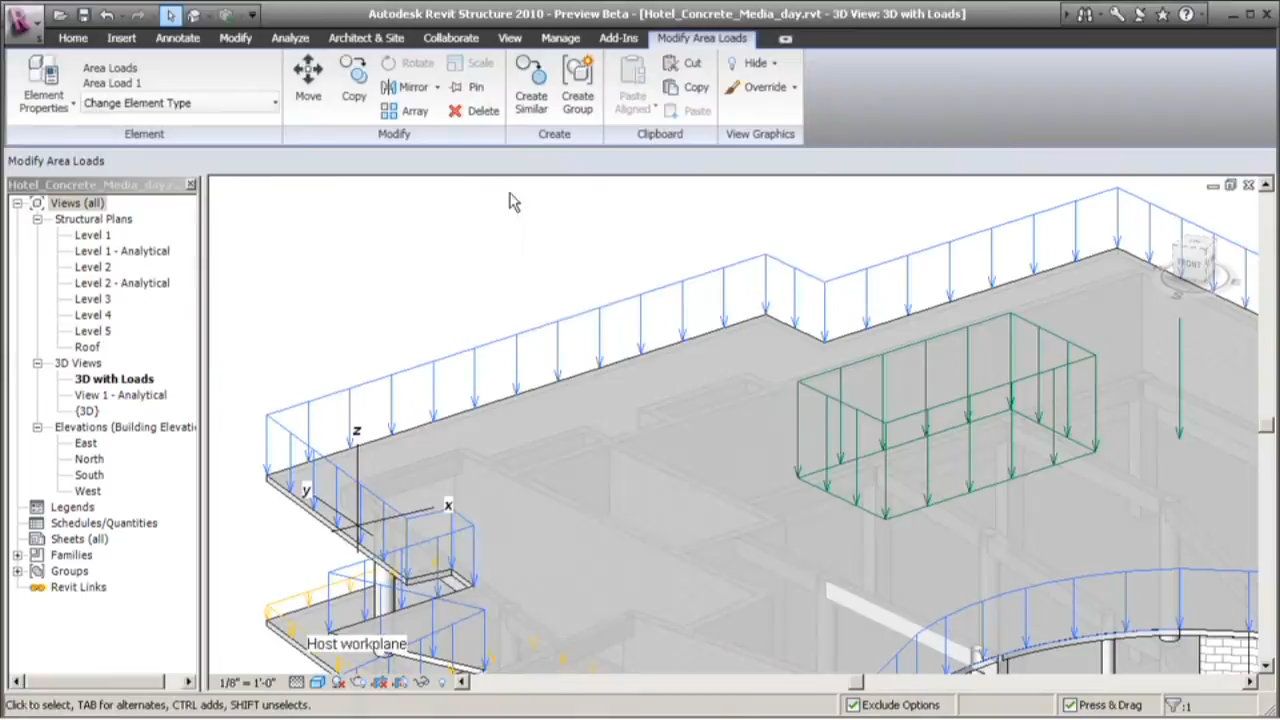 Autodesk Revit Structure 2010 - Preview Beta - [Hotel_Concrete_Media_day.rvt - 3D View: 3D with Loads]
Home Insert Annotate Modify Analyze Architect & Site Collaborate View Manage Add-Ins Modify Area Loads
Element Properties
Area Loads
Area Load 1
Change Element Type
Move
Copy
Rotate
Scale
Mirror
Pin
Array
Delete
Create Similar
Create Group
Paste Aligned
Cut
Copy
Paste
Hide
Override
Element Modify Create Clipboard View Graphics
Modify Area Loads
Hotel_Concrete_Media_day...
Views (all)
Structural Plans
Level 1
Level 1 - Analytical
Level 2
Level 2 - Analytical
Level 3
Level 4
Level 5
Roof
3D Views
3D with Loads
View 1 - Analytical
{3D}
Elevations (Building Elevati
East
North
South
West
Legends
Schedules/Quantities
Sheets (all)
Families
Groups
Revit Links
FRONT
z
y
x
Host workplane
1/8" = 1'-0"
Click to select, TAB for alternates, CTRL adds, SHIFT unselects.
Exclude Options
Press & Drag
:1